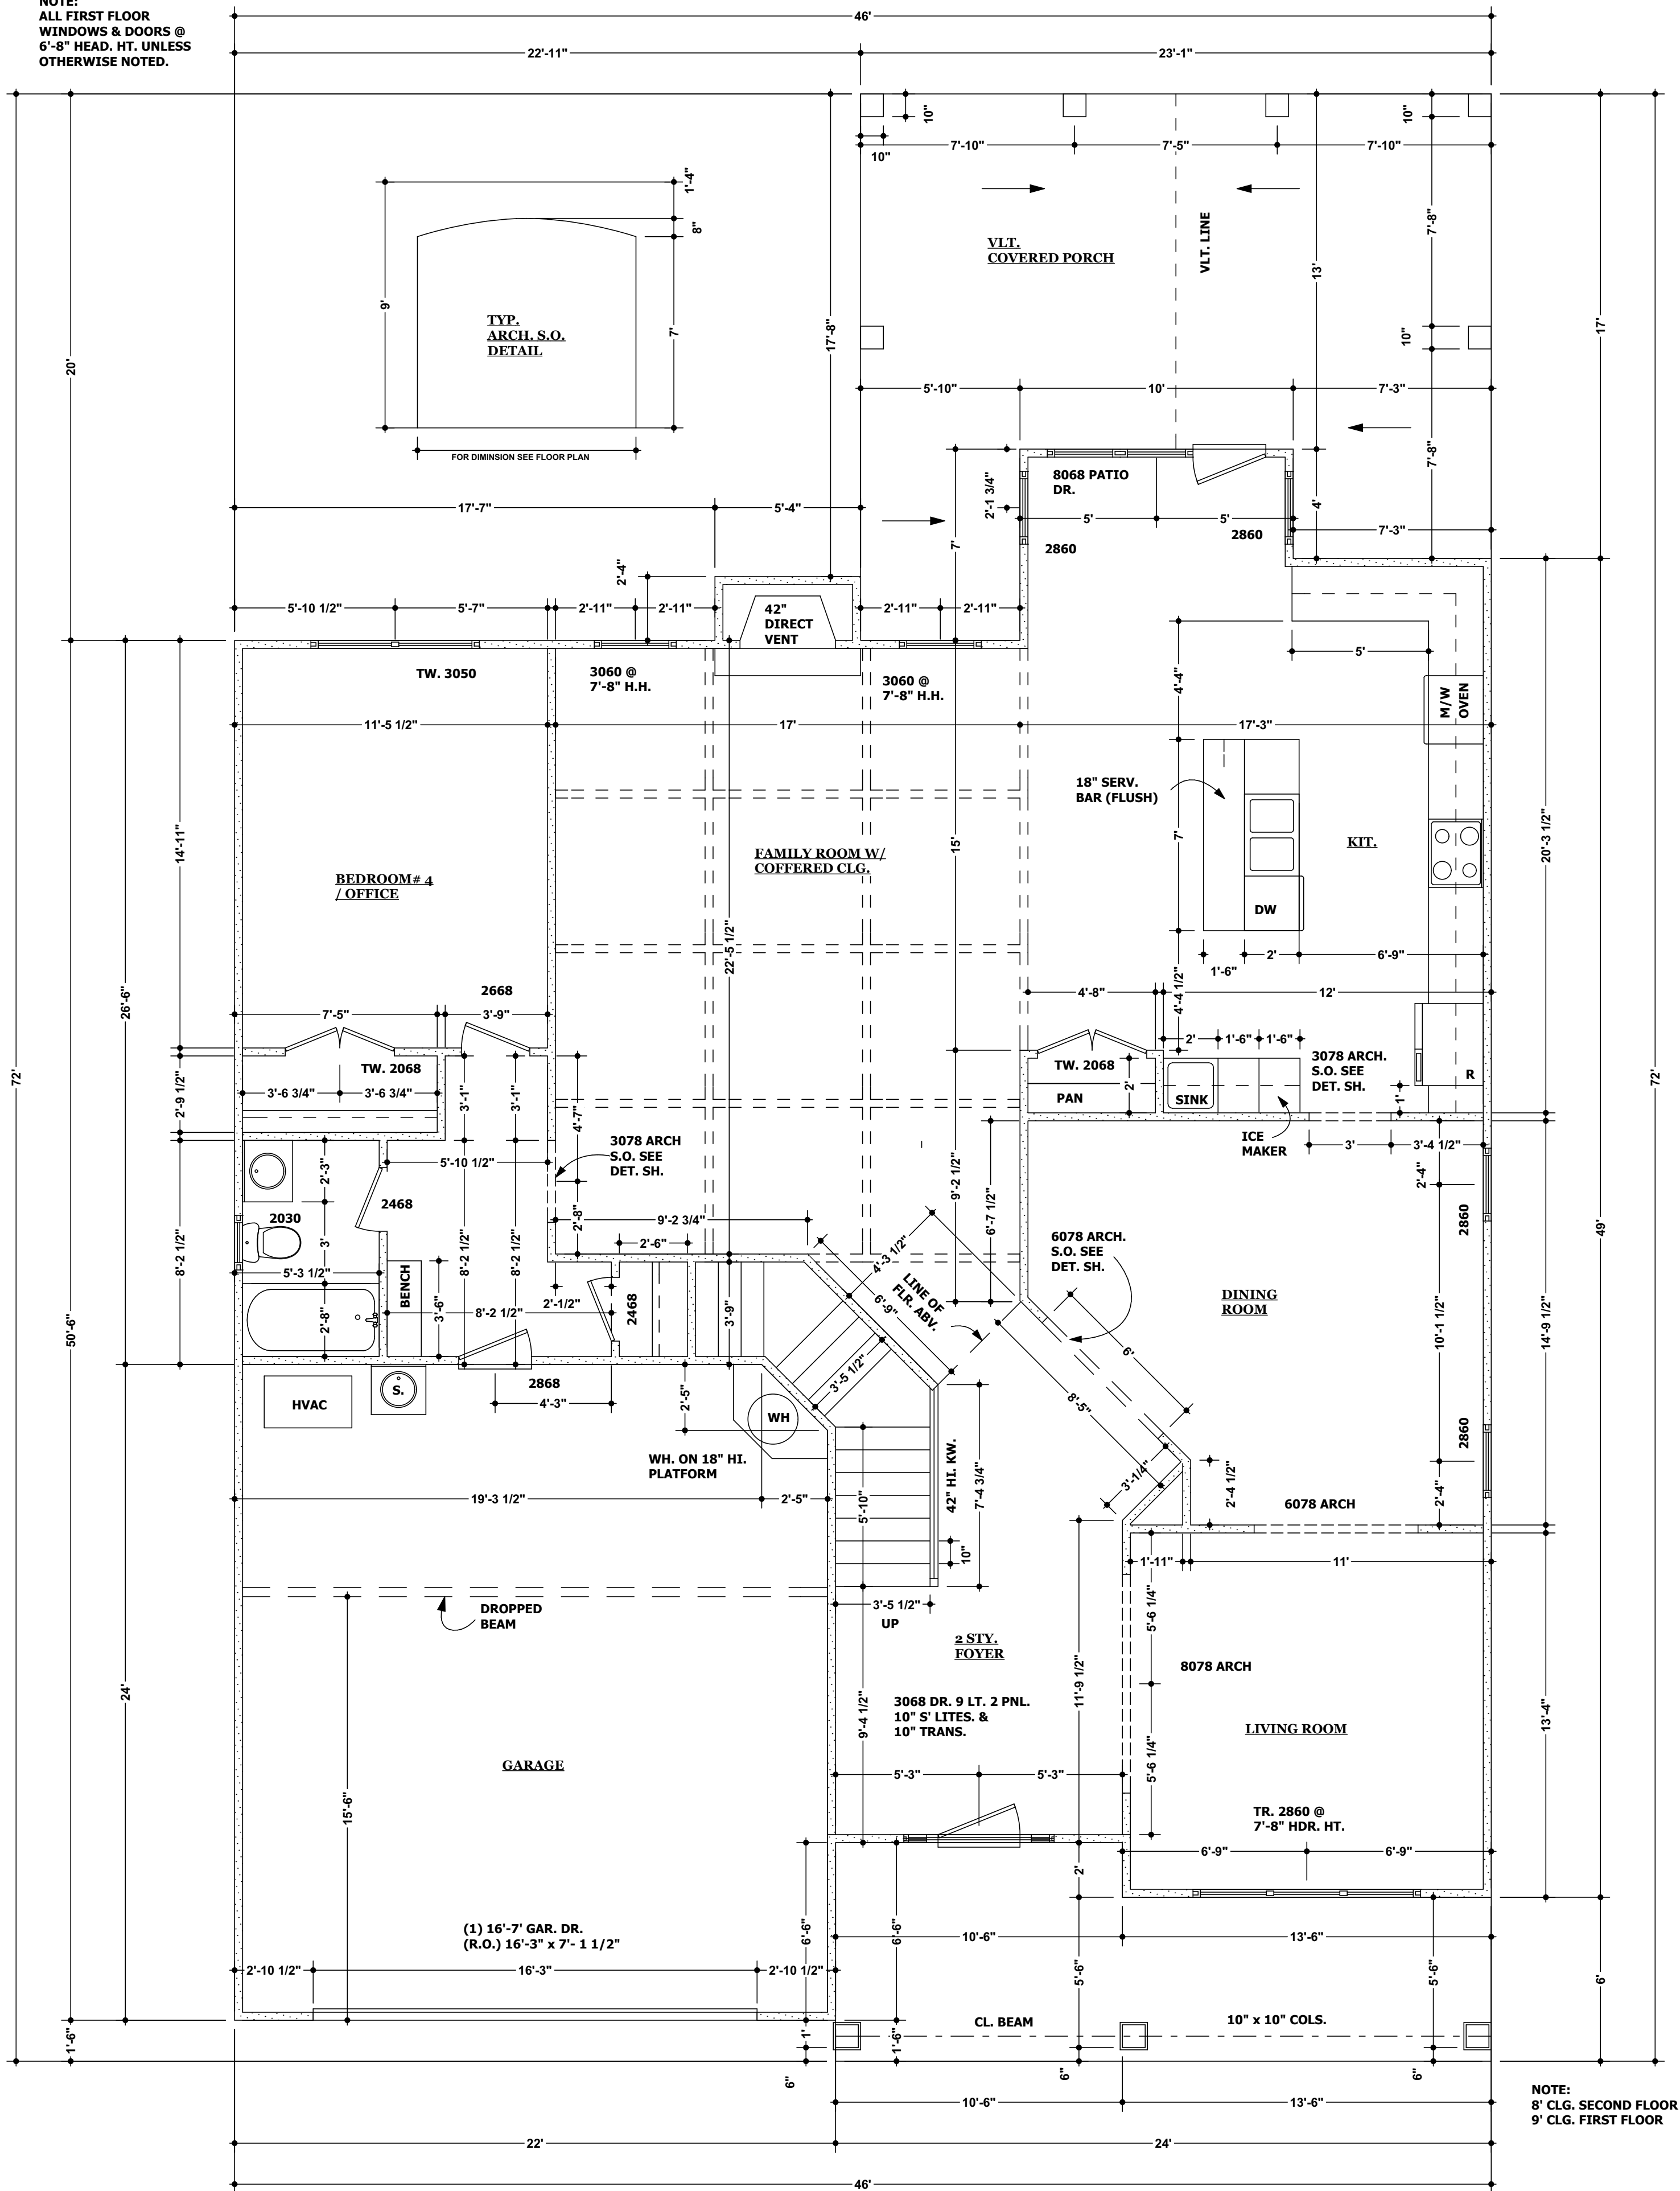 NOTE:
ALL FIRST FLOOR
WINDOWS & DOORS @
6'-8" HEAD. HT. UNLESS
OTHERWISE NOTED.
46'
22'-11"
23'-1"
10"
10"
10"
7'-10"
7'-5"
7'-10"
1'-4"
8"
9'
7'
TYP.
ARCH. S.O.
DETAIL
FOR DIMINSION SEE FLOOR PLAN
VLT.
COVERED PORCH
VLT. LINE
13'
7'-8"
10"
17'
20'
17'-8"
5'-10"
10'
7'-3"
7'-8"
17'-7"
5'-4"
7'
2'-1 3/4"
8068 PATIO
DR.
5'
5'
4'
7'-3"
2860
2860
2'-4"
5'-10 1/2"
5'-7"
2'-11"
2'-11"
42"
DIRECT
VENT
2'-11"
2'-11"
TW. 3050
3060 @
7'-8" H.H.
3060 @
7'-8" H.H.
5'
4'-4"
M/W
OVEN
11'-5 1/2"
17'
17'-3"
18" SERV.
BAR (FLUSH)
7'
KIT.
14'-11"
15'
20'-3 1/2"
BEDROOM# 4
/ OFFICE
FAMILY ROOM W/
COFFERED CLG.
DW
22'-5 1/2"
1'-6"
2'
6'-9"
26'-6"
72'
72'
2668
7'-5"
3'-9"
4'-8"
4'-4 1/2"
12'
TW. 2068
3'-6 3/4"
3'-6 3/4"
2'-9 1/2"
3'-1"
3'-1"
4'-7"
TW. 2068
PAN
2'
2'
1'-6"
1'-6"
SINK
3078 ARCH.
S.O. SEE
DET. SH.
R
1'
ICE
MAKER
3'
3'-4 1/2"
3078 ARCH
S.O. SEE
DET. SH.
5'-10 1/2"
2'-3"
2468
2030
3'
5'-3 1/2"
8'-2 1/2"
8'-2 1/2"
8'-2 1/2"
2'-8"
9'-2 3/4"
2'-6"
9'-2 1/2"
6'-7 1/2"
4'-3 1/2"
6'-9"
LINE OF
FLR. ABV.
6078 ARCH.
S.O. SEE
DET. SH.
2'-4"
2860
DINING
ROOM
10'-1 1/2"
14'-9 1/2"
49'
BENCH
3'-6"
8'-2 1/2"
2'-1/2"
2468
3'-9"
2'-8"
50'-6"
3'-5 1/2"
6'
8'-5"
2868
4'-3"
HVAC
S.
2'-5"
WH
WH. ON 18" HI.
PLATFORM
2860
3'-1/4"
2'-4 1/2"
2'-4"
19'-3 1/2"
2'-5"
5'-10"
42" HI. KW.
7'-4 3/4"
10"
6078 ARCH
1'-11"
11'
DROPPED
BEAM
3'-5 1/2"
UP
5'-6 1/4"
2 STY.
FOYER
8078 ARCH
24'
11'-9 1/2"
9'-4 1/2"
3068 DR. 9 LT. 2 PNL.
10" S' LITES. &
10" TRANS.
LIVING ROOM
13'-4"
GARAGE
15'-6"
5'-3"
5'-3"
5'-6 1/4"
TR. 2860 @
7'-8" HDR. HT.
2'
6'-9"
6'-9"
(1) 16'-7' GAR. DR.
(R.O.) 16'-3" x 7'- 1 1/2"
6'-6"
6'-6"
10'-6"
13'-6"
2'-10 1/2"
16'-3"
2'-10 1/2"
5'-6"
5'-6"
6'
CL. BEAM
10" x 10" COLS.
1'-6"
1'
1'-6"
6"
6"
6"
10'-6"
13'-6"
NOTE:
8' CLG. SECOND FLOOR
9' CLG. FIRST FLOOR
22'
24'
46'